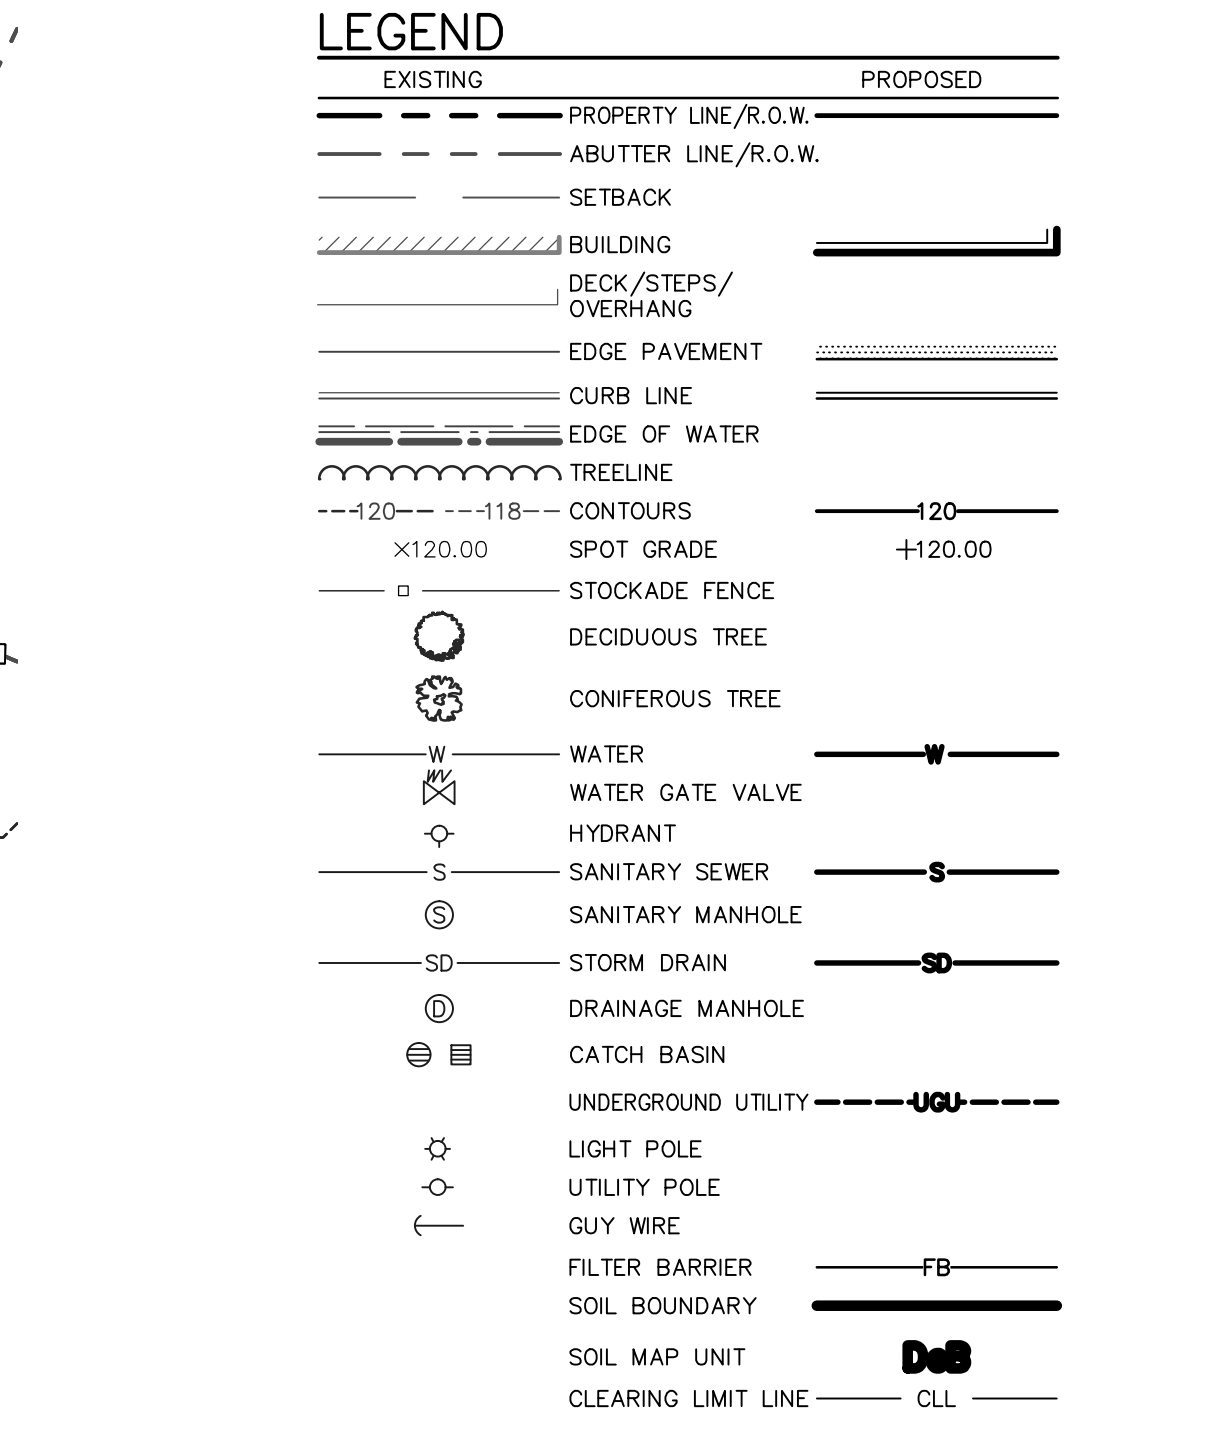 LEGEND
EXISTING PROPOSED
PROPERTY LINE/R.O.W.
ABUTTER LINE/R.O.W.
SETBACK
BUILDING
DECK/STEPS/
OVERHANG
EDGE PAVEMENT
CURB LINE
EDGE OF WATER
TREELINE
120 118 CONTOURS 120
×120.00 SPOT GRADE +120.00
STOCKADE FENCE
DECIDUOUS TREE
CONIFEROUS TREE
W WATER W
W WATER GATE VALVE
HYDRANT
S SANITARY SEWER S
S SANITARY MANHOLE
SD STORM DRAIN SD
D DRAINAGE MANHOLE
CATCH BASIN
UNDERGROUND UTILITY UGU
LIGHT POLE
UTILITY POLE
GUY WIRE
FILTER BARRIER FB
SOIL BOUNDARY
SOIL MAP UNIT DeB
CLEARING LIMIT LINE CLL